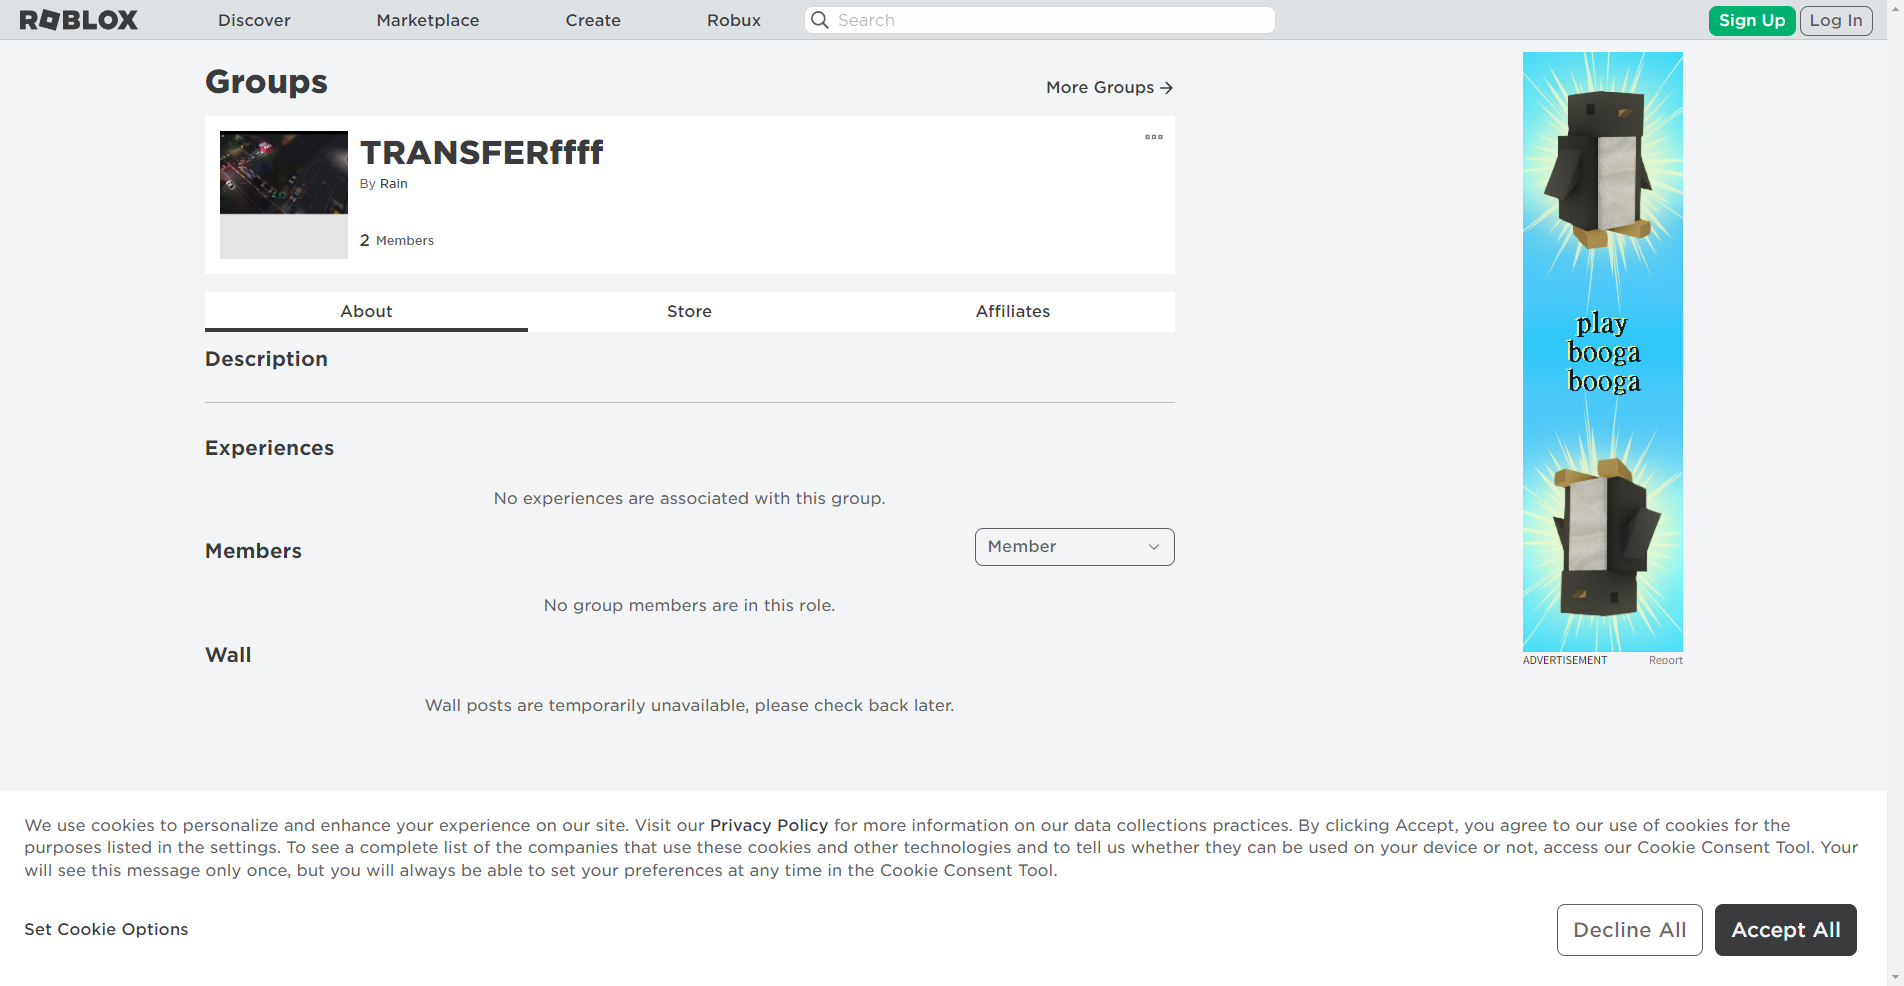 ROBLOX
Discover
Marketplace
Create
Robux
Search
Sign Up
Log In
Groups
More Groups
TRANSFERffff
By Rain
2 Members
About
Store
Affiliates
Description
Experiences
No experiences are associated with this group.
Members
Member
No group members are in this role.
Wall
Wall posts are temporarily unavailable, please check back later.
play
booga
booga
ADVERTISEMENT
Report
We use cookies to personalize and enhance your experience on our site. Visit our Privacy Policy for more information on our data collections practices. By clicking Accept, you agree to our use of cookies for the
purposes listed in the settings. To see a complete list of the companies that use these cookies and other technologies and to tell us whether they can be used on your device or not, access our Cookie Consent Tool. Your
will see this message only once, but you will always be able to set your preferences at any time in the Cookie Consent Tool.
Set Cookie Options
Decline All
Accept All